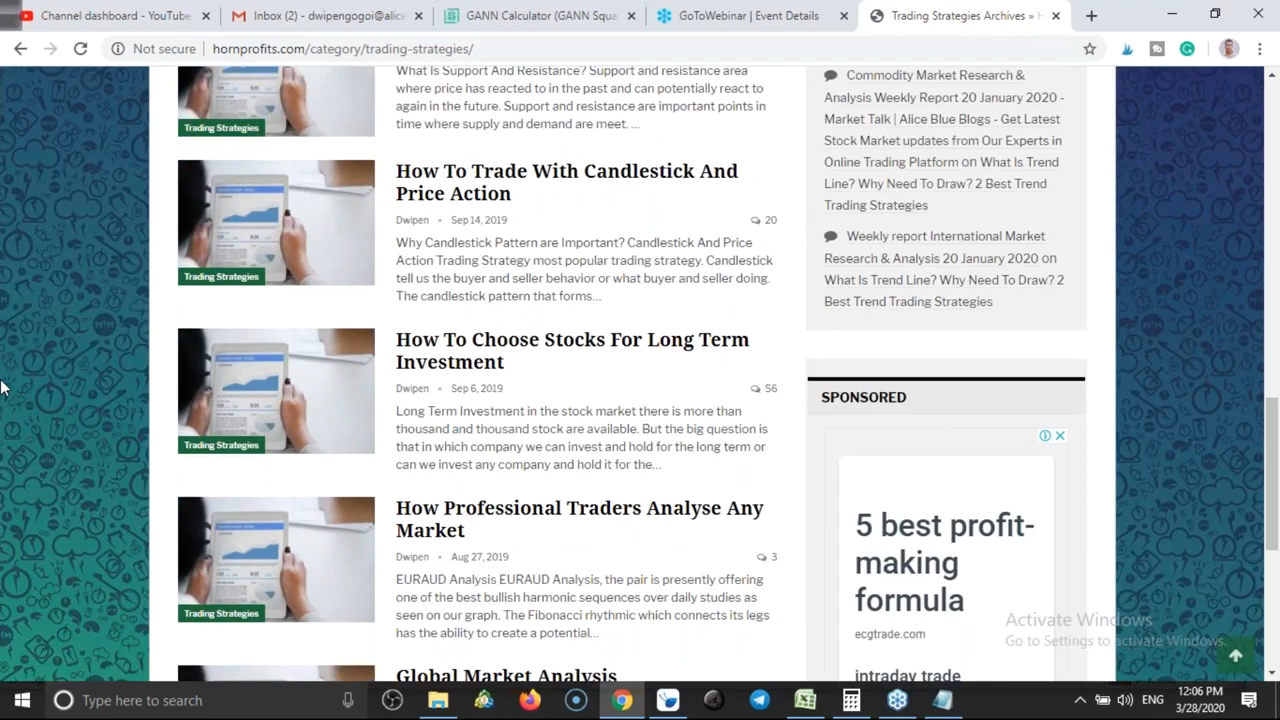 Channel dashboard - YouTube
Inbox (2) - dwipengogoi@alice
GANN Calculator (GANN Squa
GoToWebinar | Event Details
Trading Strategies Archives » H
Not secure
hornprofits.com/category/trading-strategies/
What Is Support And Resistance? Support and resistance area
where price has reacted to in the past and can potentially react to
again in the future. Support and resistance are important points in
time where supply and demand are meet. ...
Trading Strategies
How To Trade With Candlestick And
Price Action
Dwipen
Sep 14, 2019
20
Why Candlestick Pattern are Important? Candlestick And Price
Action Trading Strategy most popular trading strategy. Candlestick
tell us the buyer and seller behavior or what buyer and seller doing.
The candlestick pattern that forms...
Trading Strategies
How To Choose Stocks For Long Term
Investment
Dwipen
Sep 6, 2019
56
Long Term Investment in the stock market there is more than
thousand and thousand stock are available. But the big question is
that in which company we can invest and hold for the long term or
can we invest any company and hold it for the...
Trading Strategies
How Professional Traders Analyse Any
Market
Dwipen
Aug 27, 2019
3
EURAUD Analysis EURAUD Analysis, the pair is presently offering
one of the best bullish harmonic sequences over daily studies as
seen on our graph. The Fibonacci rhythmic which connects its legs
has the ability to create a potential...
Trading Strategies
Global Market Analysis
Commodity Market Research &
Analysis Weekly Report 20 January 2020 -
Market Talk | Alice Blue Blogs - Get Latest
Stock Market updates from Our Experts in
Online Trading Platform on What Is Trend
Line? Why Need To Draw? 2 Best Trend
Trading Strategies
Weekly report International Market
Research & Analysis 20 January 2020 on
What Is Trend Line? Why Need To Draw? 2
Best Trend Trading Strategies
SPONSORED
5 best profit-
making
formula
ecgtrade.com
intraday trade
Activate Windows
Go to Settings to activate Windows.
Type here to search
ENG
12:06 PM
3/28/2020